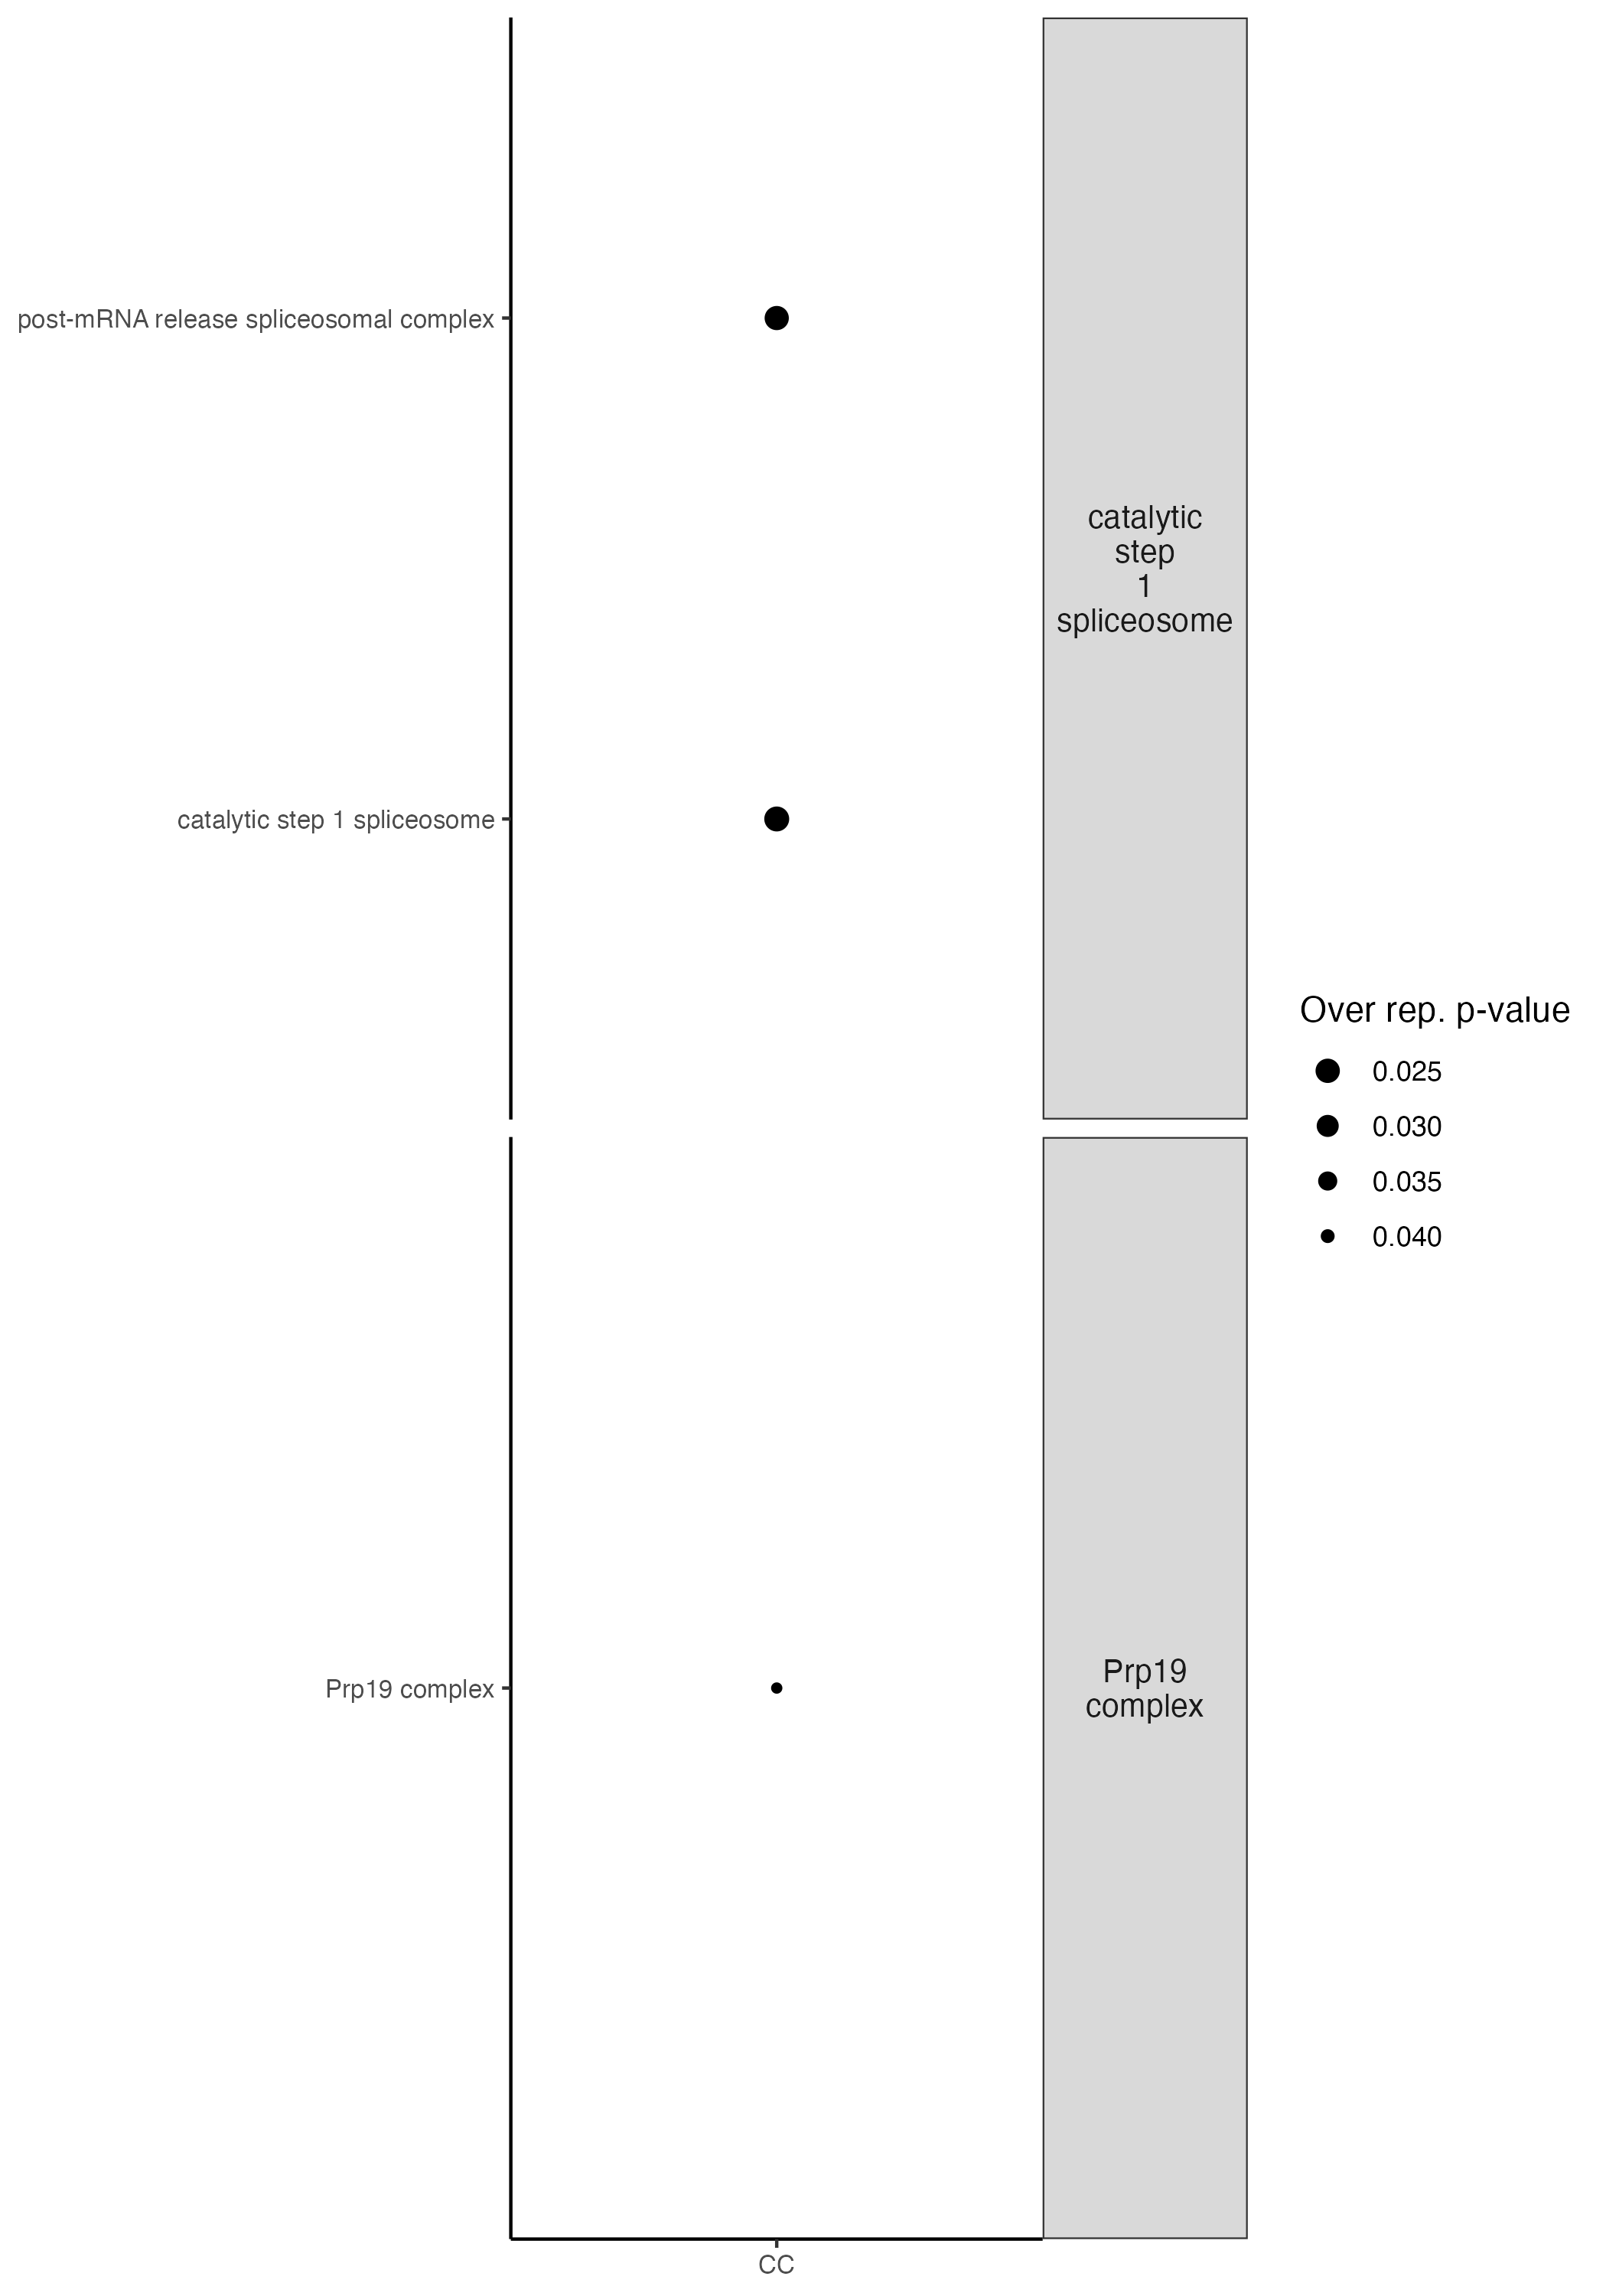 post-mRNA release spliceosomal complex
catalytic step 1 spliceosome
Prp19 complex
catalytic
step
1
spliceosome
Prp19
complex
Over rep. p-value
0.025
0.030
0.035
0.040
CC